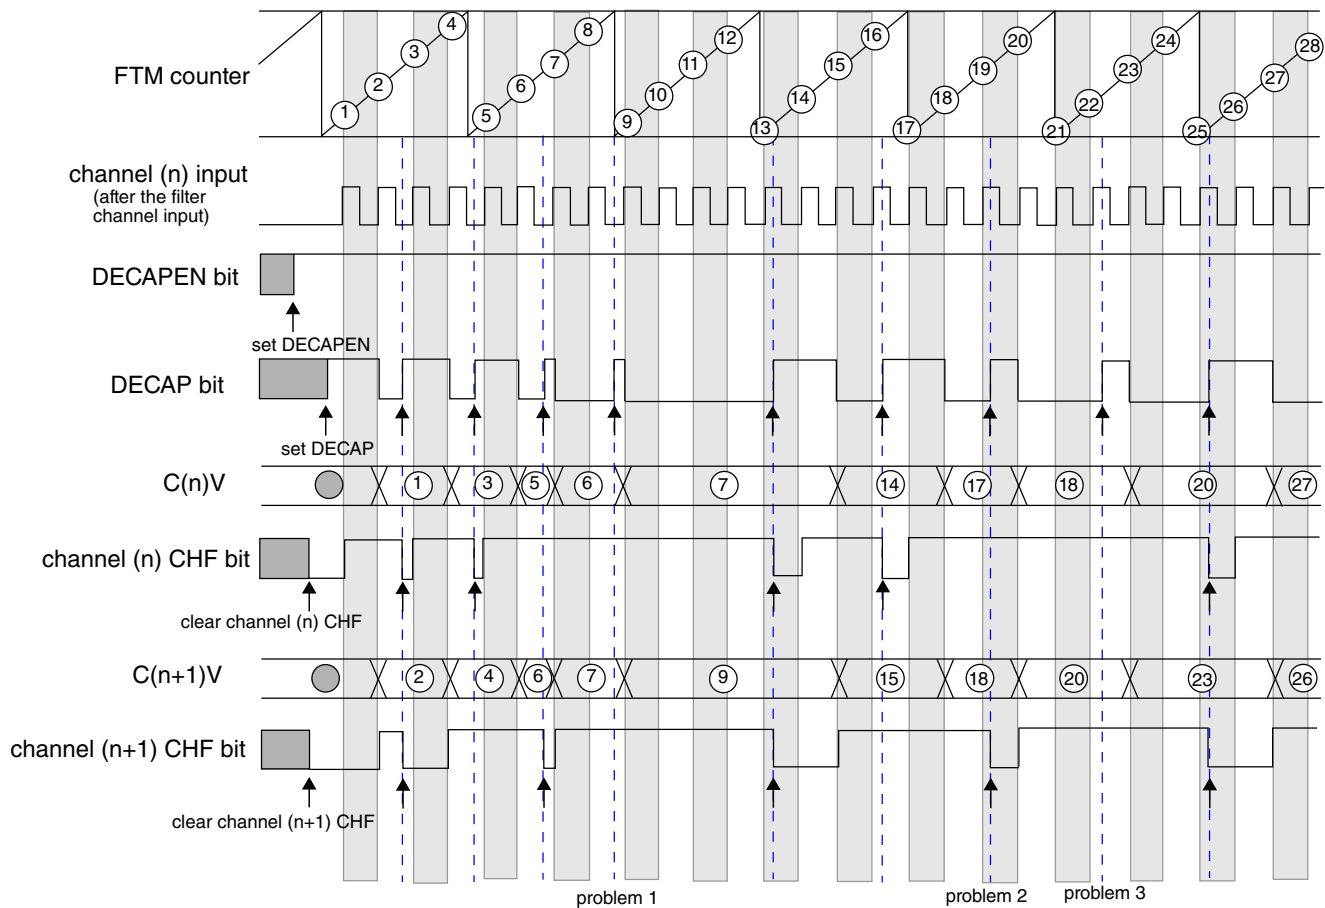 FTM counter
1 2 3 4 5 6 7 8 9 10 11 12 13 14 15 16 17 18 19 20 21 22 23 24 25 26 27 28
channel (n) input
(after the filter
channel input)
DECAPEN bit
set DECAPEN
DECAP bit
set DECAP
C(n)V
1 3 5 6 7 14 17 18 20 27
channel (n) CHF bit
clear channel (n) CHF
C(n+1)V
2 4 6 7 9 15 18 20 23 26
channel (n+1) CHF bit
clear channel (n+1) CHF
problem 1
problem 2
problem 3